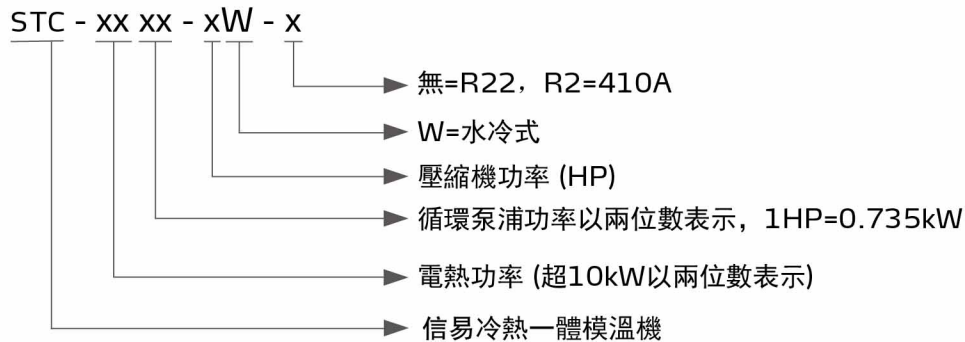 STC - xx xx - xW - x
無=R22，R2=410A
W=水冷式
壓縮機功率 (HP)
循環泵浦功率以兩位數表示，1HP=0.735kW
電熱功率 (超10kW以兩位數表示)
信易冷熱一體模溫機